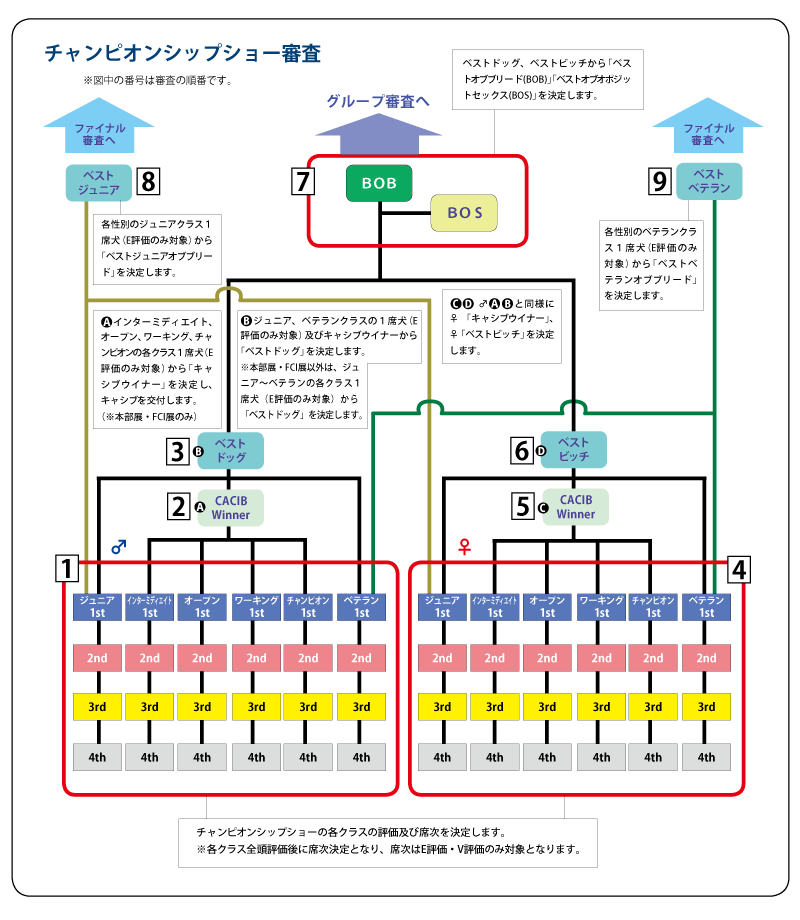 チャンピオンシップショー審査
※図中の番号は審査の順番です。
ベストドッグ、ベストビッチから「ベス
トオブブリード(BOB)」「ベストオブオポジッ
トセックス(BOS)」を決定します。
ファイナル
審査へ
グループ審査へ
ファイナル
審査へ
ベスト
ジュニア
8
7
BOB
BOS
9
ベスト
ベテラン
各性別のジュニアクラス1
席犬（E評価のみ対象）から
「ベストジュニアオブブリー
ド」を決定します。
各性別のベテランクラ
ス1席犬（E評価のみ
対象）から「ベストベ
テランオブブリード」
を決定します。
Aインターミディエイト、
オープン、ワーキング、チャ
ンピオンの各クラス1席犬（E
評価のみ対象）から「キャ
シブウイナー」を決定し、
キャシブを交付します。
（※本部展・FCI展のみ）
Bジュニア、ベテランクラスの1席犬（E
評価のみ対象）及びキャシブウイナーから
「ベストドッグ」を決定します。
※本部展・FCI展以外は、ジュ
ニア～ベテランの各クラス1
席犬（E評価のみ対象）から
「ベストドッグ」を決定します。
C D ♂A Bと同様に
♀「キャシブウイナー」、
♀「ベストビッチ」を決定
します。
3
B
ベスト
ドッグ
6
D
ベスト
ビッチ
2
A
CACIB
Winner
5
C
CACIB
Winner
♂
♀
1
4
ジュニア
1st
インターミディエイト
1st
オープン
1st
ワーキング
1st
チャンピオン
1st
ベテラン
1st
ジュニア
1st
インターミディエイト
1st
オープン
1st
ワーキング
1st
チャンピオン
1st
ベテラン
1st
2nd 2nd 2nd 2nd 2nd 2nd 2nd 2nd 2nd 2nd 2nd 2nd
3rd 3rd 3rd 3rd 3rd 3rd 3rd 3rd 3rd 3rd 3rd 3rd
4th 4th 4th 4th 4th 4th 4th 4th 4th 4th 4th 4th
チャンピオンシップショーの各クラスの評価及び席次を決定します。
※各クラス全頭評価後に席次決定となり、席次はE評価・V評価のみ対象となります。